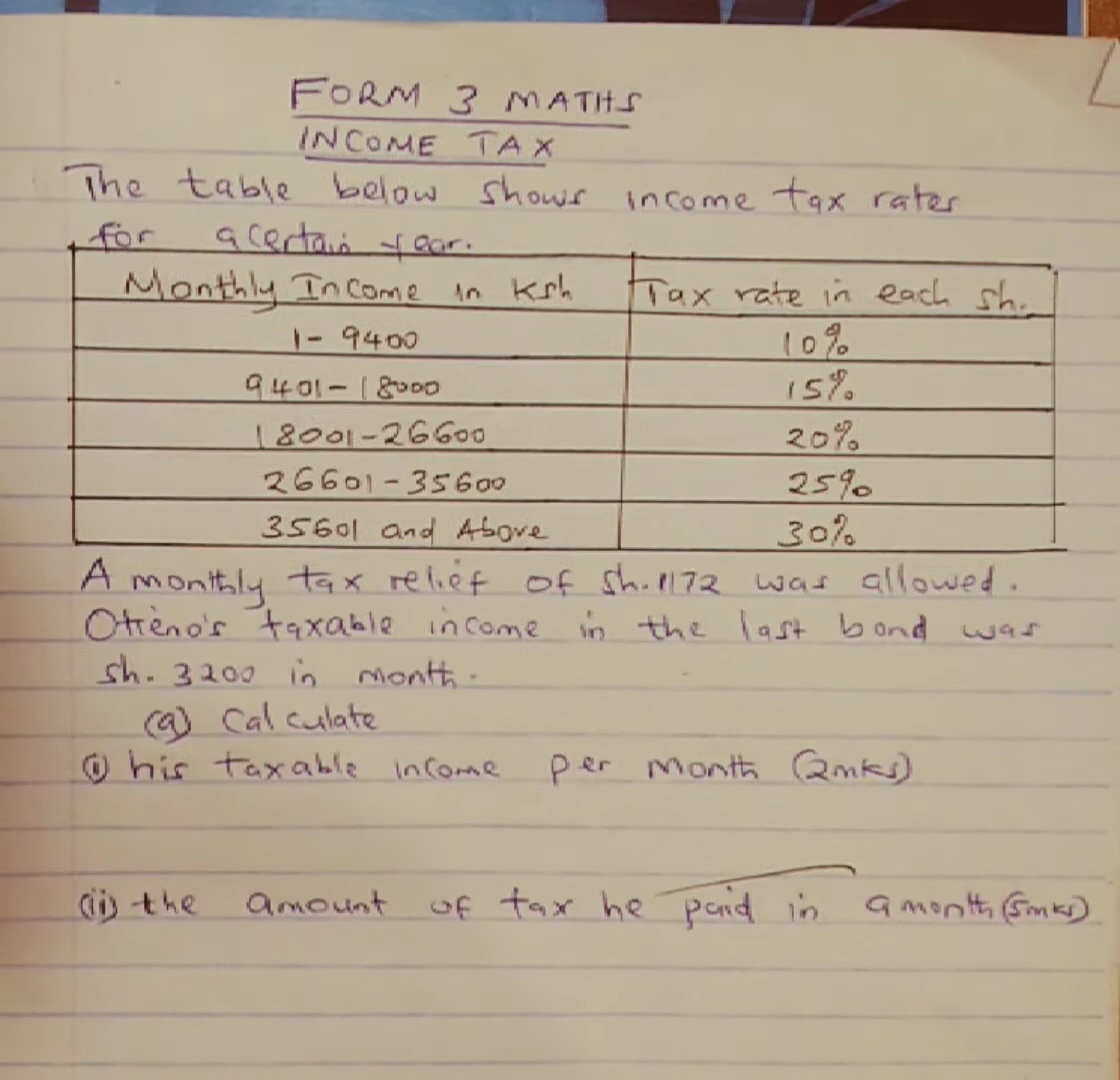 FORM 3 MATHS
INCOME TAX
The table below shows income tax rates
for a certain year.
Monthly Income in Ksh Tax rate in each sh.
1 - 9400 10%
9401 - 18000 15%
18001 - 26600 20%
26601 - 35600 25%
35601 and Above 30%
A monthly tax relief of sh. 1172 was allowed.
Otieno's taxable income in the last bond was
sh. 3200 in month.
(a) Calculate
(i) his taxable income per month (2mks)
(ii) the amount of tax he paid in a month (5mks)